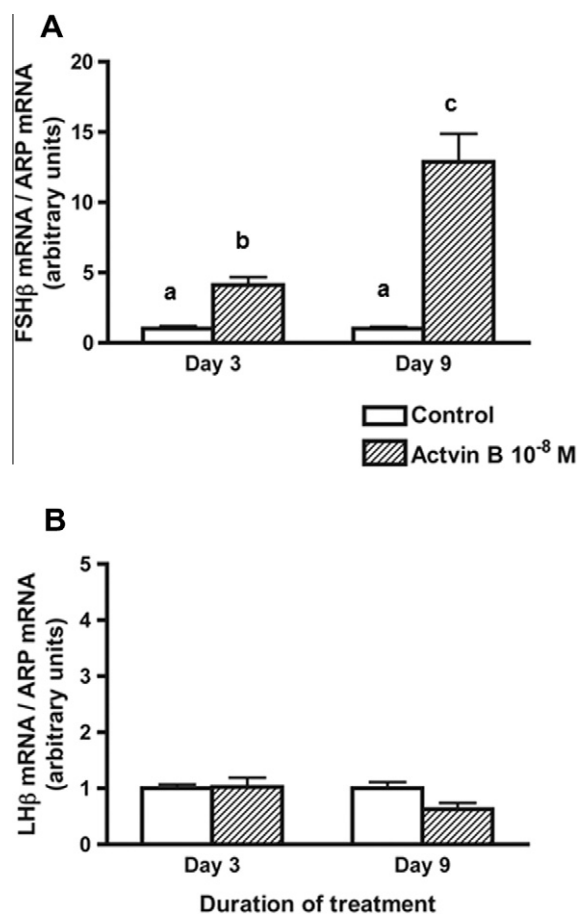 A
FSHβ mRNA / ARP mRNA
(arbitrary units)
20
15
10
5
0
a
b
a
c
Day 3
Day 9
Control
Actvin B 10⁻⁸ M
B
LHβ mRNA / ARP mRNA
(arbitrary units)
5
4
3
2
1
0
Day 3
Day 9
Duration of treatment